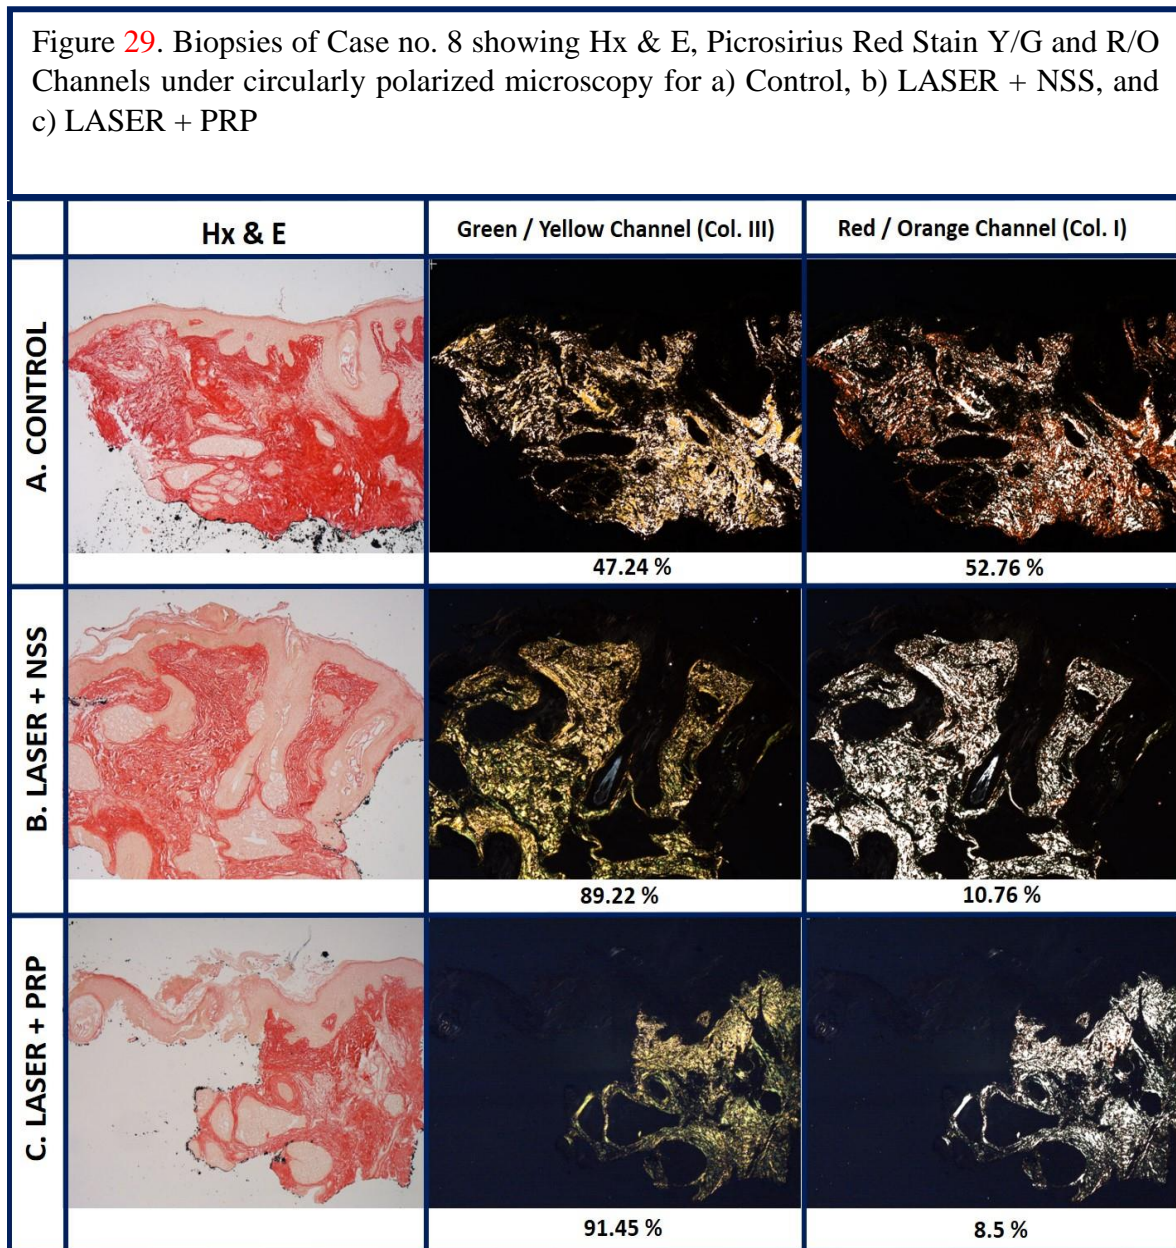 Figure 29. Biopsies of Case no. 8 showing Hx & E, Picrosirius Red Stain Y/G and R/O
Channels under circularly polarized microscopy for a) Control, b) LASER + NSS, and
c) LASER + PRP
Hx & E
Green / Yellow Channel (Col. III)
Red / Orange Channel (Col. I)
A. CONTROL
47.24 %
52.76 %
B. LASER + NSS
89.22 %
10.76 %
C. LASER + PRP
91.45 %
8.5 %